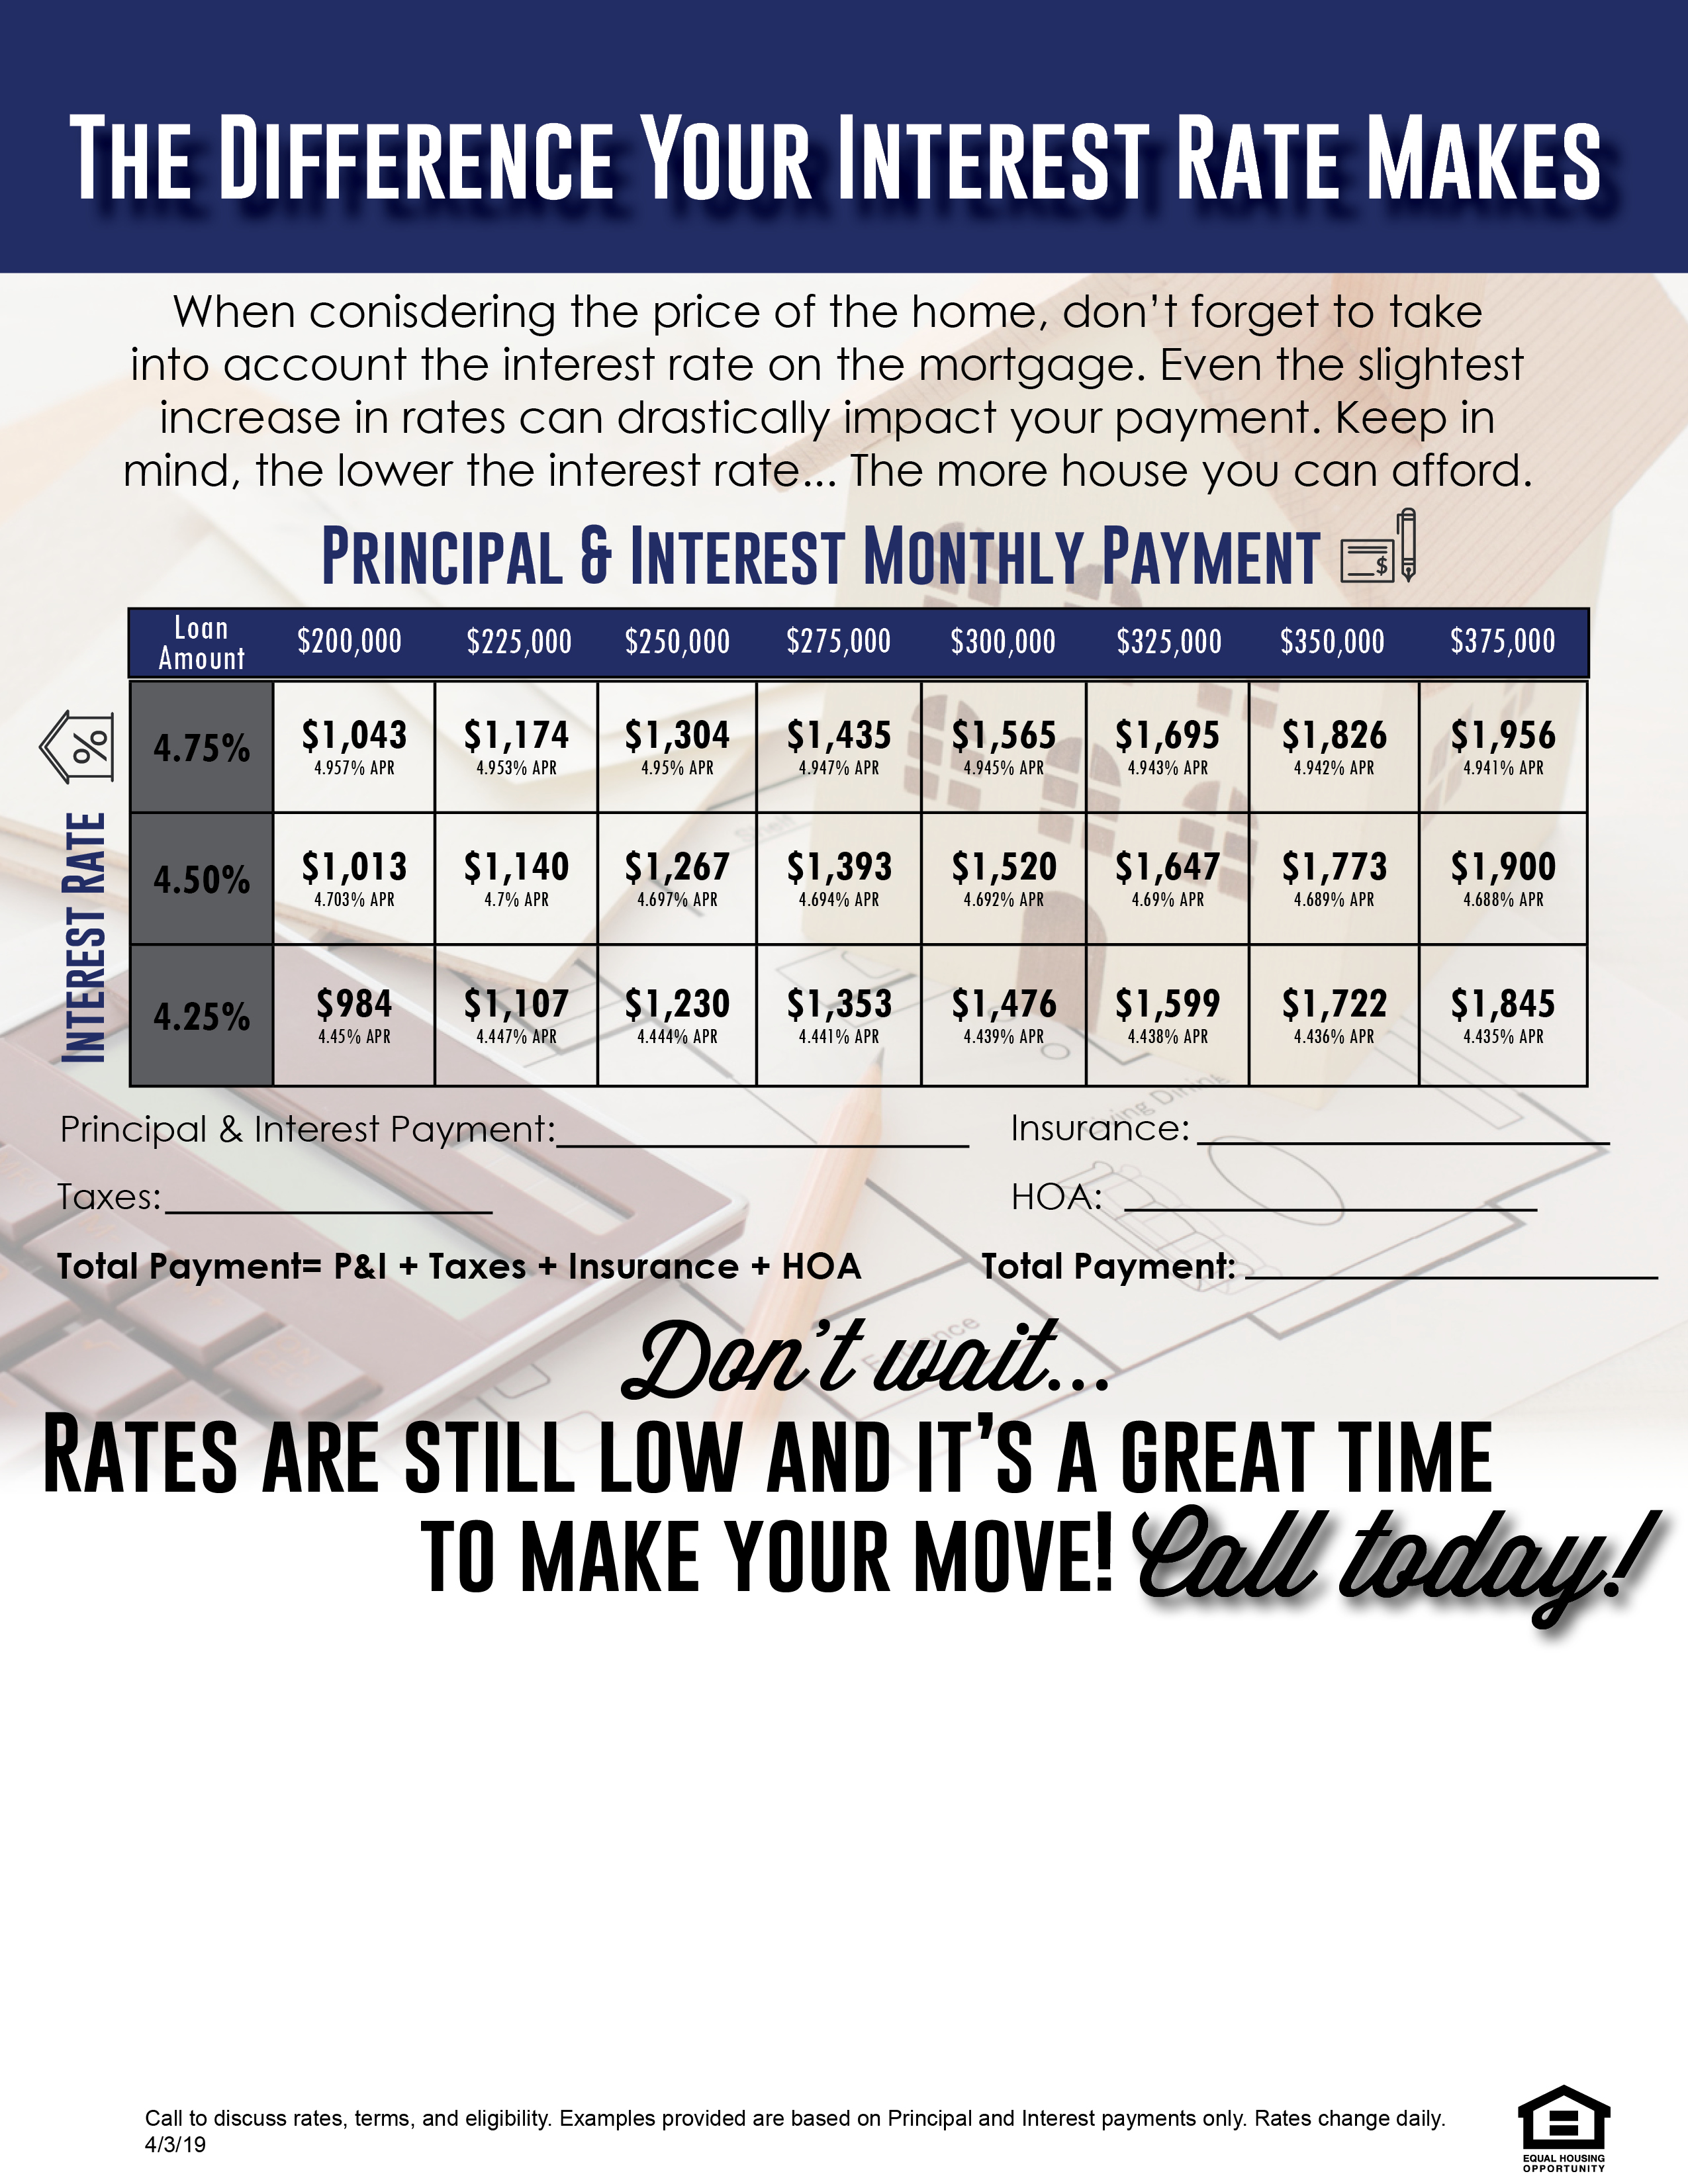 The Difference Your Interest Rate Makes
When conisdering the price of the home, don't forget to take
into account the interest rate on the mortgage. Even the slightest
increase in rates can drastically impact your payment. Keep in
mind, the lower the interest rate... The more house you can afford.
Principal & Interest Monthly Payment
$
Loan
Amount
$200,000 $225,000 $250,000 $275,000 $300,000 $325,000 $350,000 $375,000
%
Interest Rate
4.75% $1,043 $1,174 $1,304 $1,435 $1,565 $1,695 $1,826 $1,956
4.957% APR 4.953% APR 4.95% APR 4.947% APR 4.945% APR 4.943% APR 4.942% APR 4.941% APR
4.50% $1,013 $1,140 $1,267 $1,393 $1,520 $1,647 $1,773 $1,900
4.703% APR 4.7% APR 4.697% APR 4.694% APR 4.692% APR 4.69% APR 4.689% APR 4.688% APR
4.25% $984 $1,107 $1,230 $1,353 $1,476 $1,599 $1,722 $1,845
4.45% APR 4.447% APR 4.444% APR 4.441% APR 4.439% APR 4.438% APR 4.436% APR 4.435% APR
Principal & Interest Payment: Insurance:
Taxes: HOA:
Total Payment= P&I + Taxes + Insurance + HOA Total Payment:
Don't wait...
Rates are still low and it's a great time
to make your move! Call today!
Call to discuss rates, terms, and eligibility. Examples provided are based on Principal and Interest payments only. Rates change daily.
4/3/19
EQUAL HOUSING
OPPORTUNITY